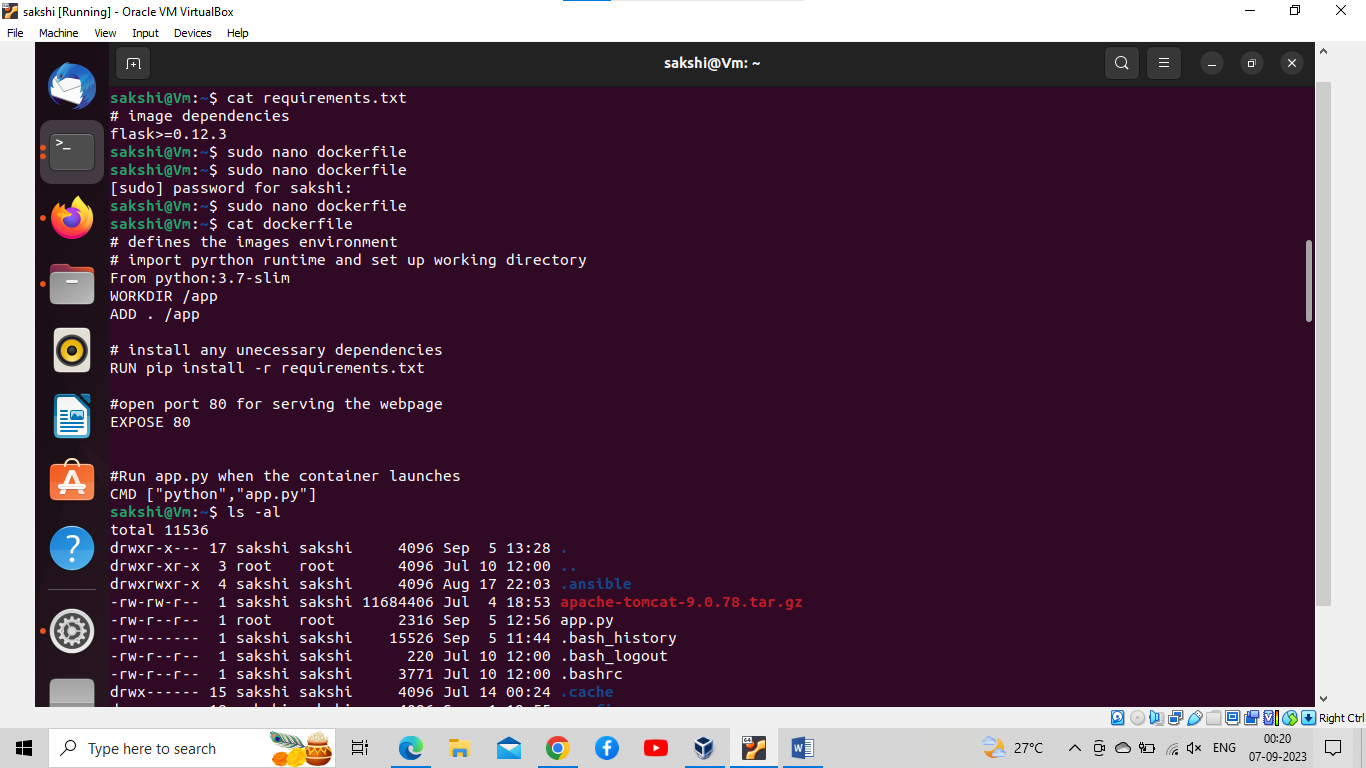 sakshi [Running] - Oracle VM VirtualBox
File Machine View Input Devices Help
sakshi@Vm: ~
sakshi@Vm:~$ cat requirements.txt
# image dependencies
flask>=0.12.3
sakshi@Vm:~$ sudo nano dockerfile
sakshi@Vm:~$ sudo nano dockerfile
[sudo] password for sakshi:
sakshi@Vm:~$ sudo nano dockerfile
sakshi@Vm:~$ cat dockerfile
# defines the images environment
# import pyrthon runtime and set up working directory
From python:3.7-slim
WORKDIR /app
ADD . /app
# install any unecessary dependencies
RUN pip install -r requirements.txt
#open port 80 for serving the webpage
EXPOSE 80
#Run app.py when the container launches
CMD ["python","app.py"]
sakshi@Vm:~$ ls -al
total 11536
drwxr-x--- 17 sakshi sakshi     4096 Sep  5 13:28 .
drwxr-xr-x  3 root   root       4096 Jul 10 12:00 ..
drwxrwxr-x  4 sakshi sakshi     4096 Aug 17 22:03 .ansible
-rw-rw-r--  1 sakshi sakshi 11684406 Jul  4 18:53 apache-tomcat-9.0.78.tar.gz
-rw-r--r--  1 root   root       2316 Sep  5 12:56 app.py
-rw-------  1 sakshi sakshi    15526 Sep  5 11:44 .bash_history
-rw-r--r--  1 sakshi sakshi      220 Jul 10 12:00 .bash_logout
-rw-r--r--  1 sakshi sakshi     3771 Jul 10 12:00 .bashrc
drwx------ 15 sakshi sakshi     4096 Jul 14 00:24 .cache
Right Ctrl
Type here to search
27°C
ENG
00:20
07-09-2023